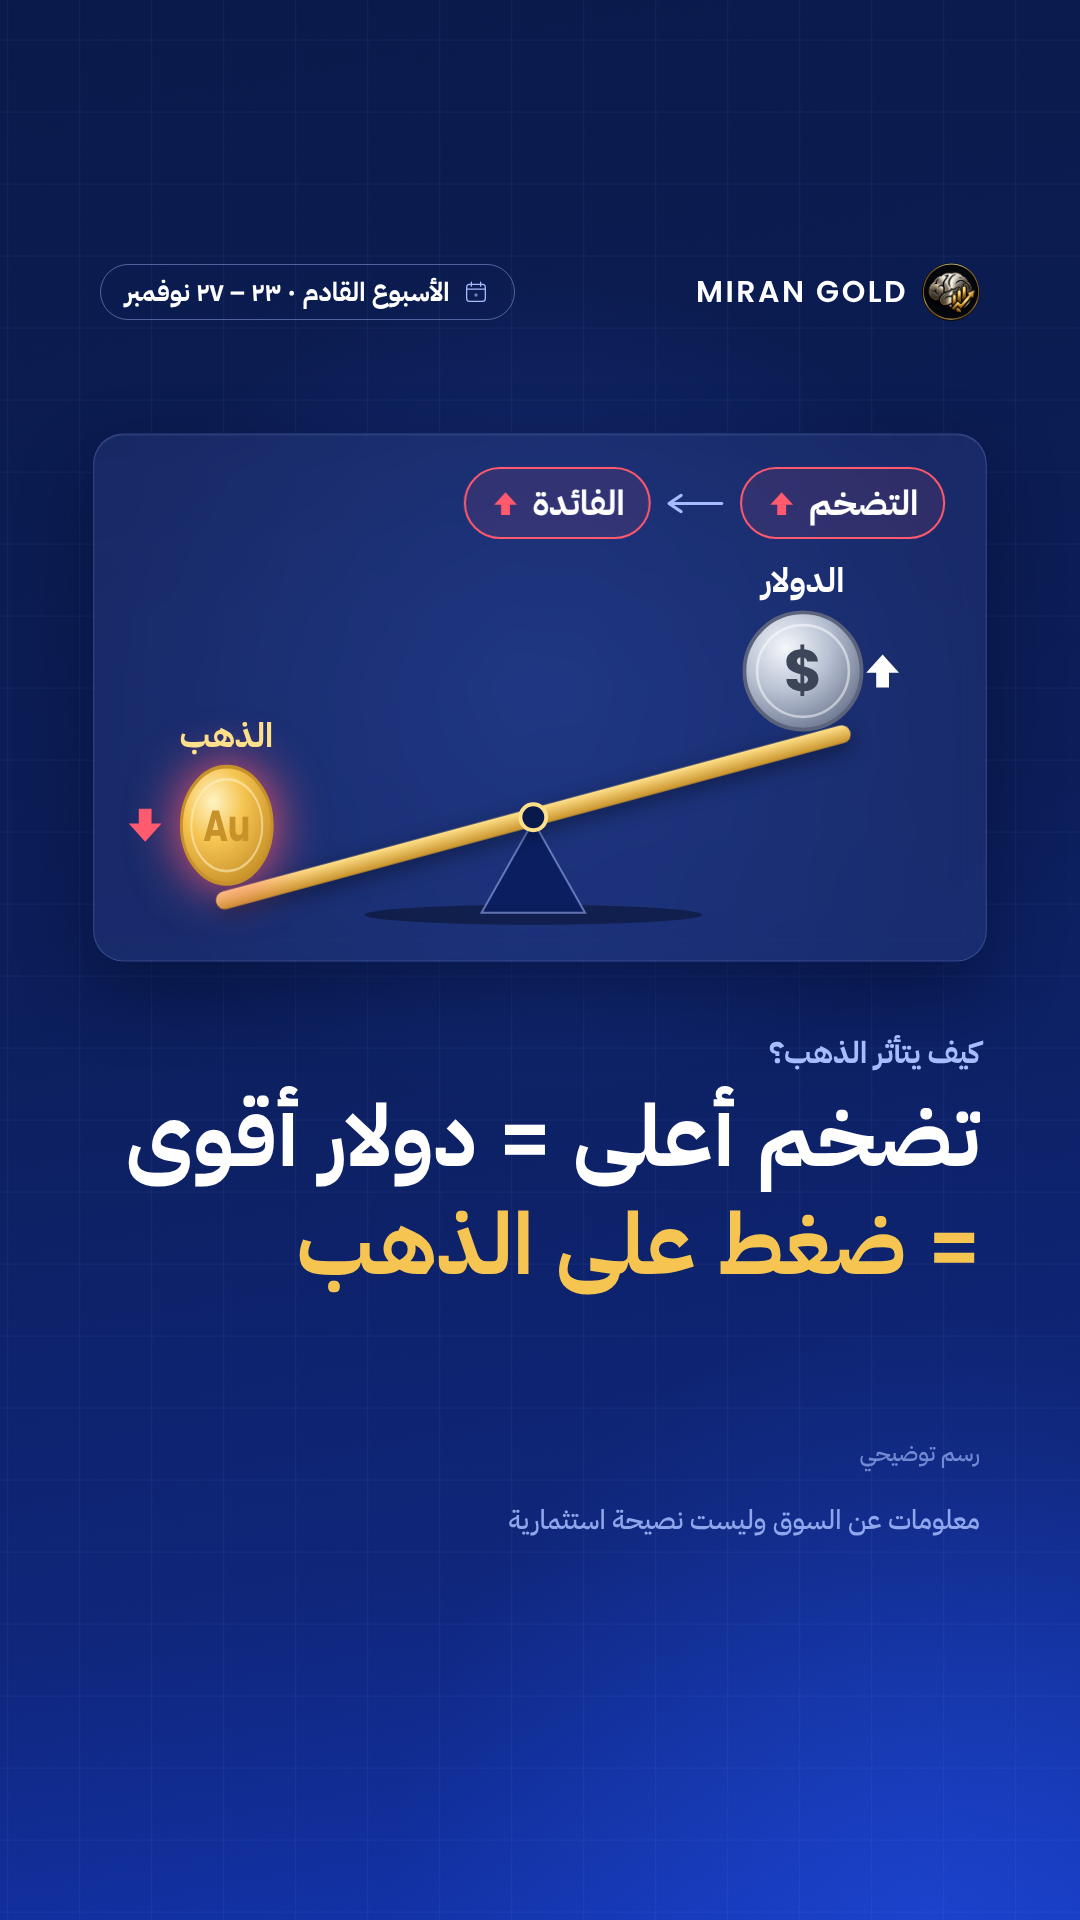 MIRAN GOLD
الأسبوع القادم · ٢٣ – ٢٧ نوفمبر
التضخم
الفائدة
الدولار
$
الذهب
Au
كيف يتأثر الذهب؟
تضخم أعلى = دولار أقوى
= ضغط على الذهب
رسم توضيحي
معلومات عن السوق وليست نصيحة استثمارية